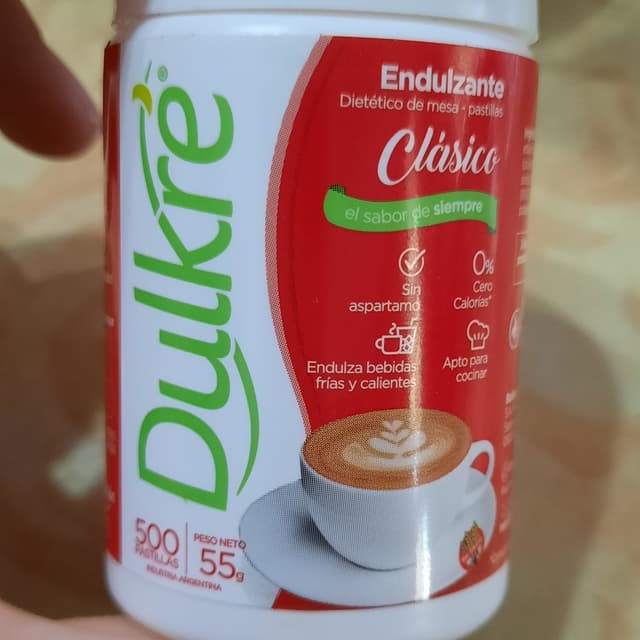 Dulkré®
Endulzante
Dietético de mesa - pastillas
Clásico
el sabor de siempre
Sin
aspartamo
0%
Cero
Calorías*
Endulza bebidas
frías y calientes
Apto para
cocinar
500
PASTILLAS
PESO NETO
55g
INDUSTRIA ARGENTINA